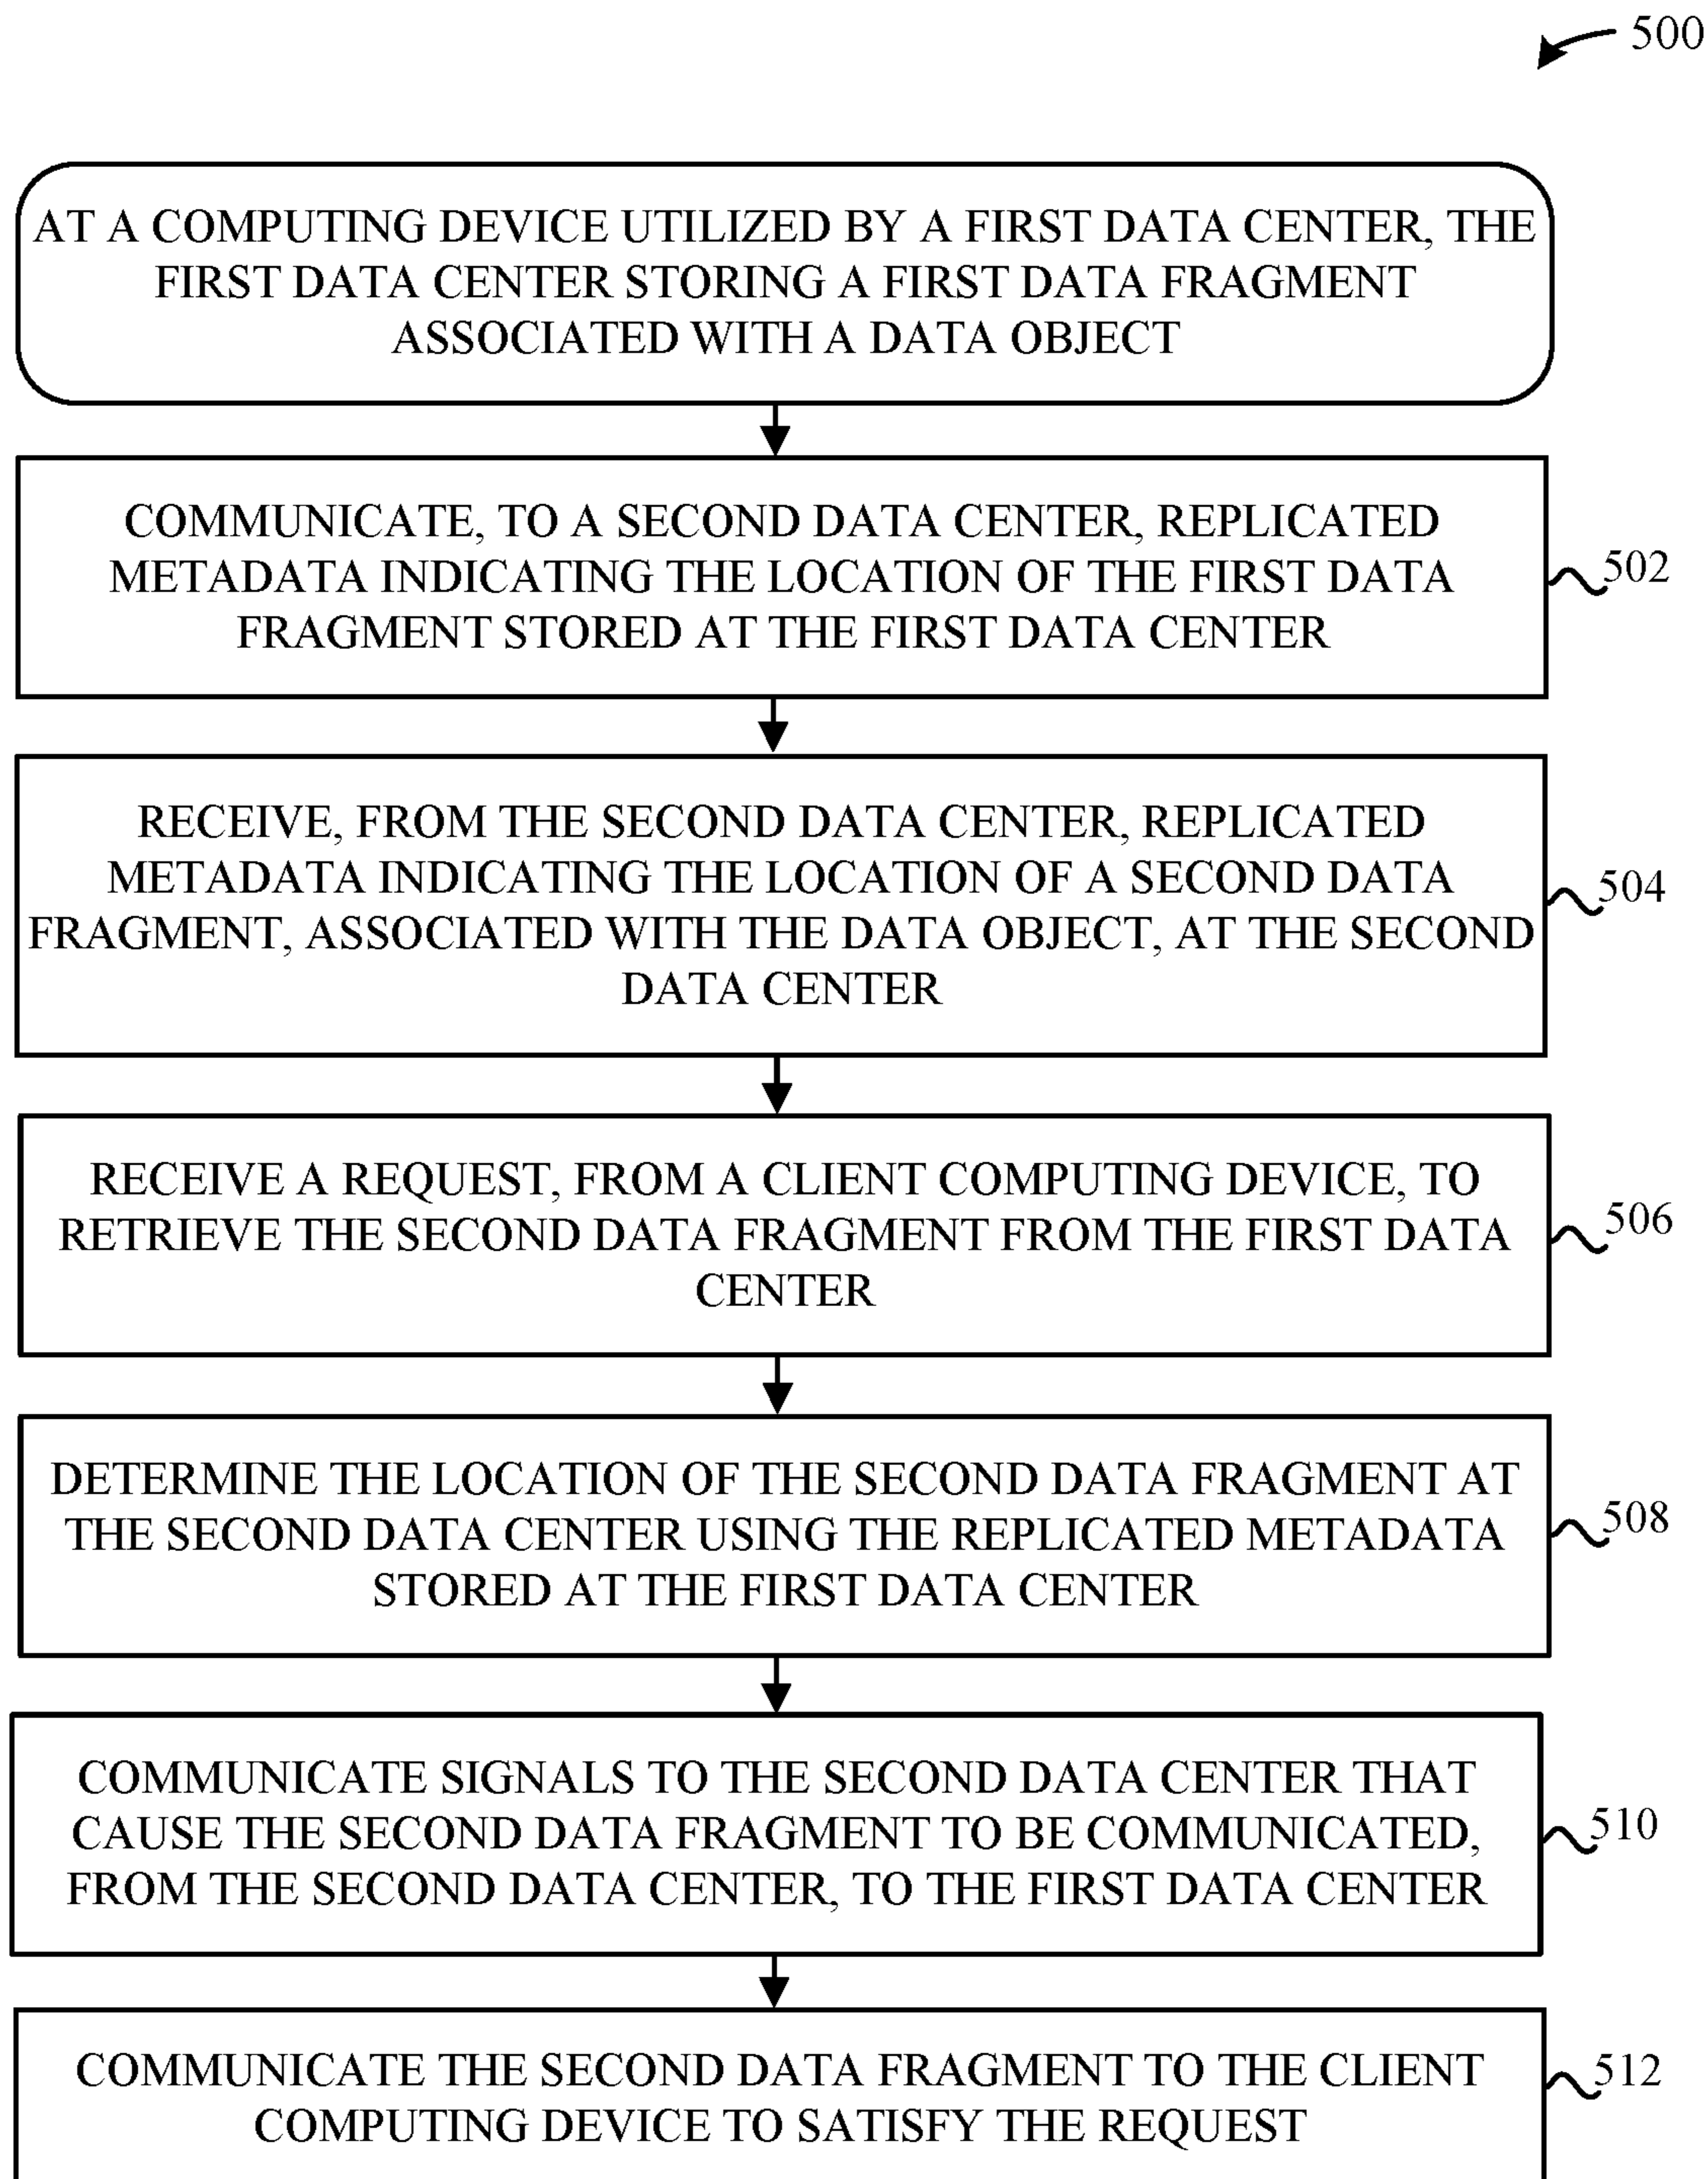 500
AT A COMPUTING DEVICE UTILIZED BY A FIRST DATA CENTER, THE
FIRST DATA CENTER STORING A FIRST DATA FRAGMENT
ASSOCIATED WITH A DATA OBJECT
COMMUNICATE, TO A SECOND DATA CENTER, REPLICATED
METADATA INDICATING THE LOCATION OF THE FIRST DATA
FRAGMENT STORED AT THE FIRST DATA CENTER
502
RECEIVE, FROM THE SECOND DATA CENTER, REPLICATED
METADATA INDICATING THE LOCATION OF A SECOND DATA
FRAGMENT, ASSOCIATED WITH THE DATA OBJECT, AT THE SECOND
DATA CENTER
504
RECEIVE A REQUEST, FROM A CLIENT COMPUTING DEVICE, TO
RETRIEVE THE SECOND DATA FRAGMENT FROM THE FIRST DATA
CENTER
506
DETERMINE THE LOCATION OF THE SECOND DATA FRAGMENT AT
THE SECOND DATA CENTER USING THE REPLICATED METADATA
STORED AT THE FIRST DATA CENTER
508
COMMUNICATE SIGNALS TO THE SECOND DATA CENTER THAT
CAUSE THE SECOND DATA FRAGMENT TO BE COMMUNICATED,
FROM THE SECOND DATA CENTER, TO THE FIRST DATA CENTER
510
COMMUNICATE THE SECOND DATA FRAGMENT TO THE CLIENT
COMPUTING DEVICE TO SATISFY THE REQUEST
512